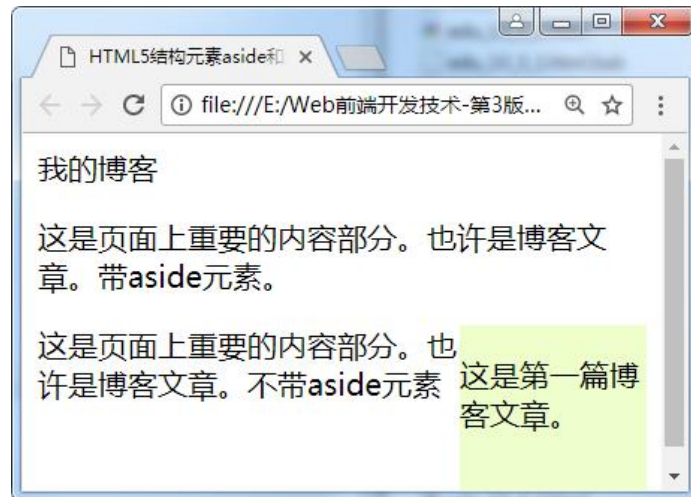 HTML5结构元素aside和
file:///E:/Web前端开发技术-第3版...
我的博客
这是页面上重要的内容部分。也许是博客文
章。带aside元素。
这是页面上重要的内容部分。也
许是博客文章。不带aside元素
这是第一篇博
客文章。